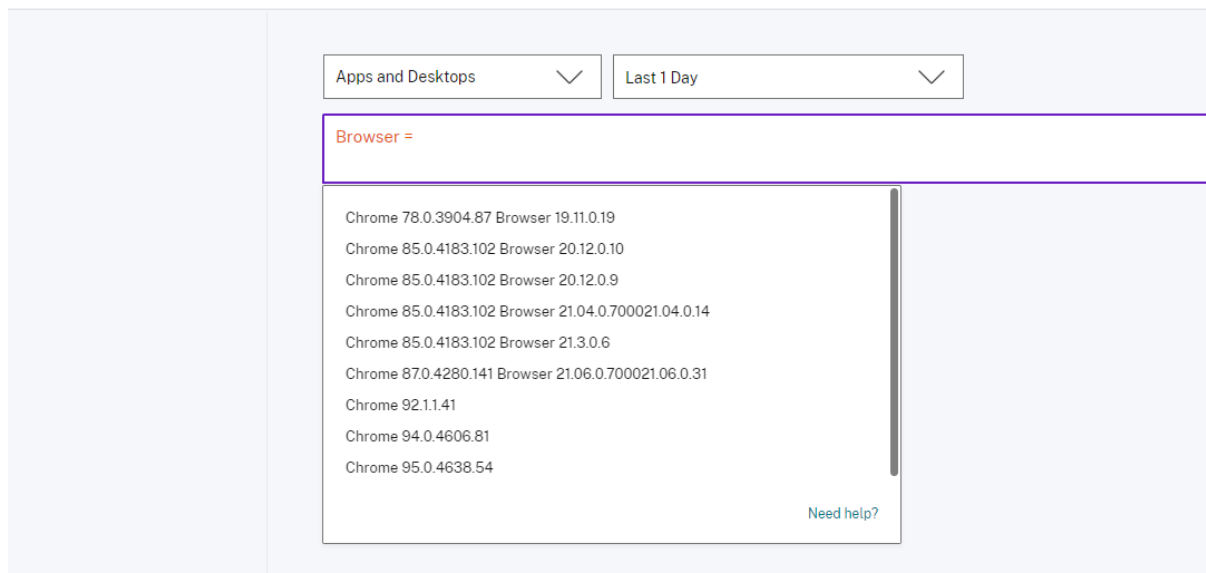 Apps and Desktops
Last 1 Day
Browser =
Chrome 78.0.3904.87 Browser 19.11.0.19
Chrome 85.0.4183.102 Browser 20.12.0.10
Chrome 85.0.4183.102 Browser 20.12.0.9
Chrome 85.0.4183.102 Browser 21.04.0.700021.04.0.14
Chrome 85.0.4183.102 Browser 21.3.0.6
Chrome 87.0.4280.141 Browser 21.06.0.700021.06.0.31
Chrome 92.1.1.41
Chrome 94.0.4606.81
Chrome 95.0.4638.54
Need help?